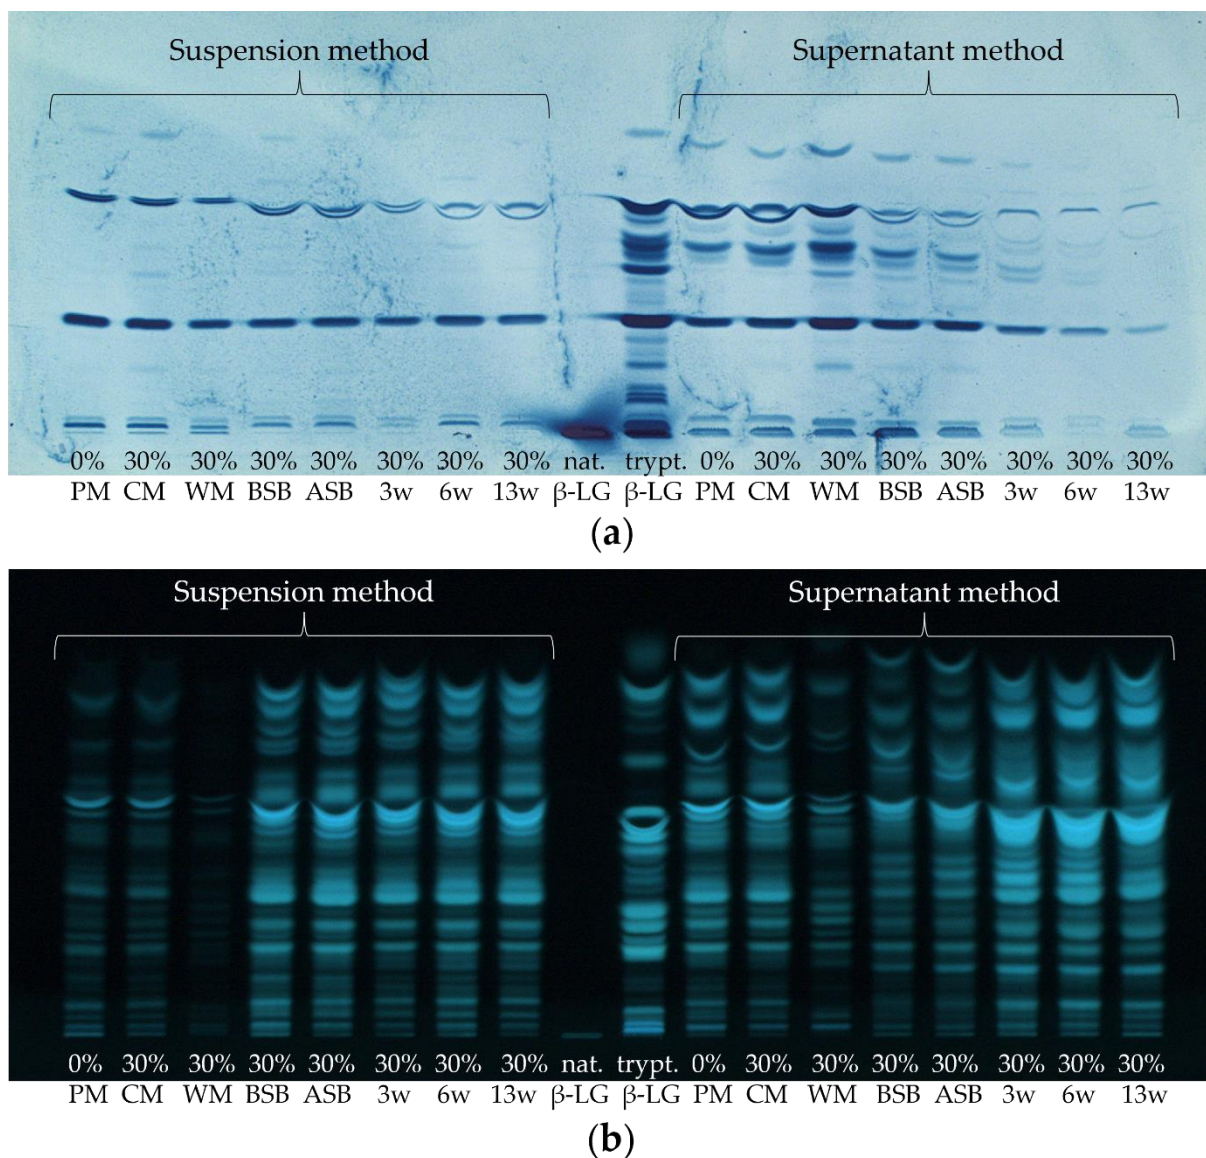 Suspension method Supernatant method
0% 30% 30% 30% 30% 30% 30% 30% nat. trypt. 0% 30% 30% 30% 30% 30% 30% 30%
PM CM WM BSB ASB 3w 6w 13w β-LG β-LG PM CM WM BSB ASB 3w 6w 13w
(a)
Suspension method Supernatant method
0% 30% 30% 30% 30% 30% 30% 30% nat. trypt. 0% 30% 30% 30% 30% 30% 30% 30%
PM CM WM BSB ASB 3w 6w 13w β-LG β-LG PM CM WM BSB ASB 3w 6w 13w
(b)